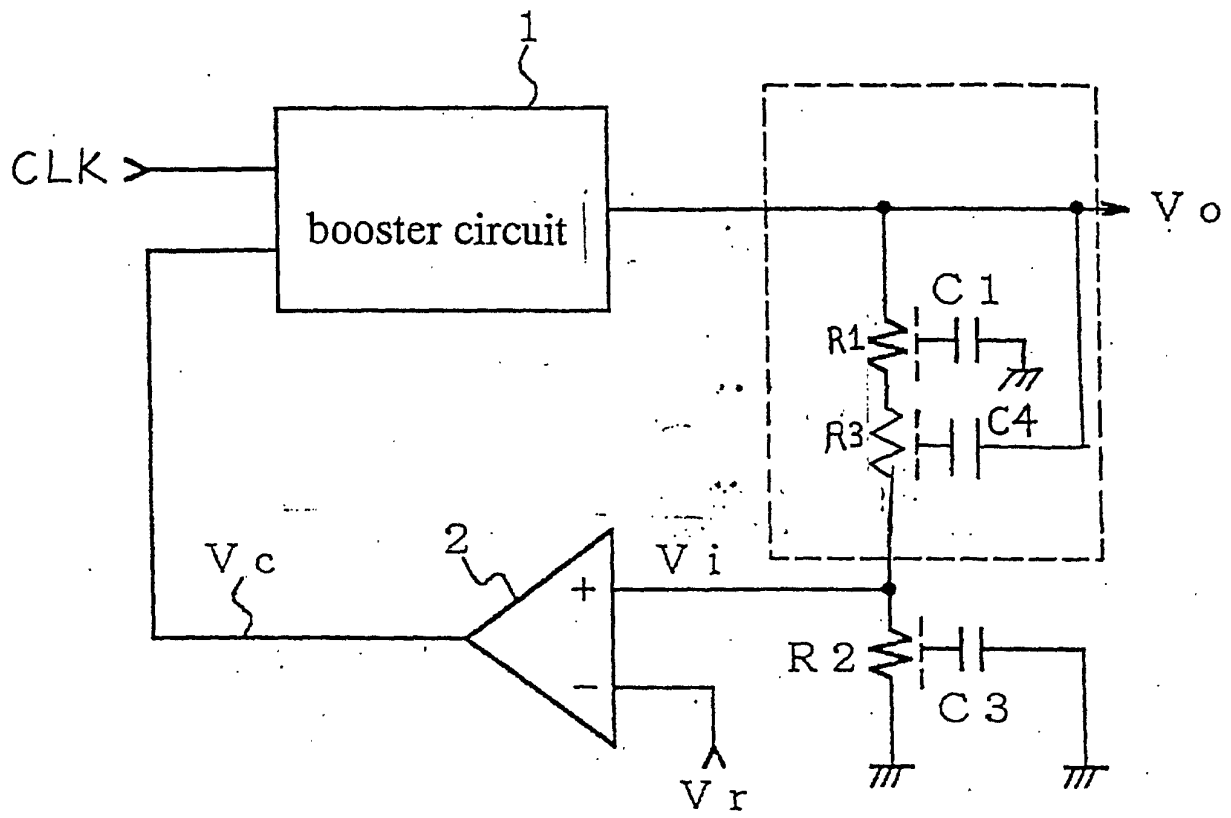 1
CLK
booster circuit
V o
C 1
R1
C4
R3
2
V c
V i
+
R 2
−
C 3
V r